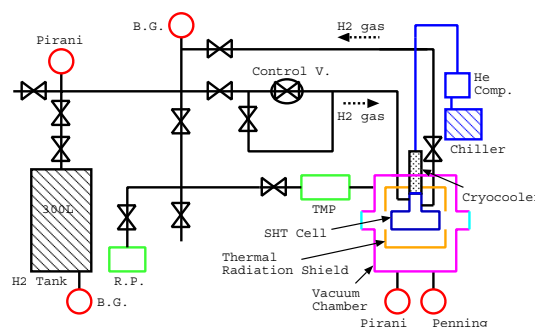 B.G.
H2 gas
Pirani
Control V.
He
Comp.
H2 gas
Chiller
300L
Cryocooler
TMP
SHT Cell
Thermal
Radiation Shield
H2 Tank
R.P.
Vacuum
Chamber
B.G.
Pirani
Penning